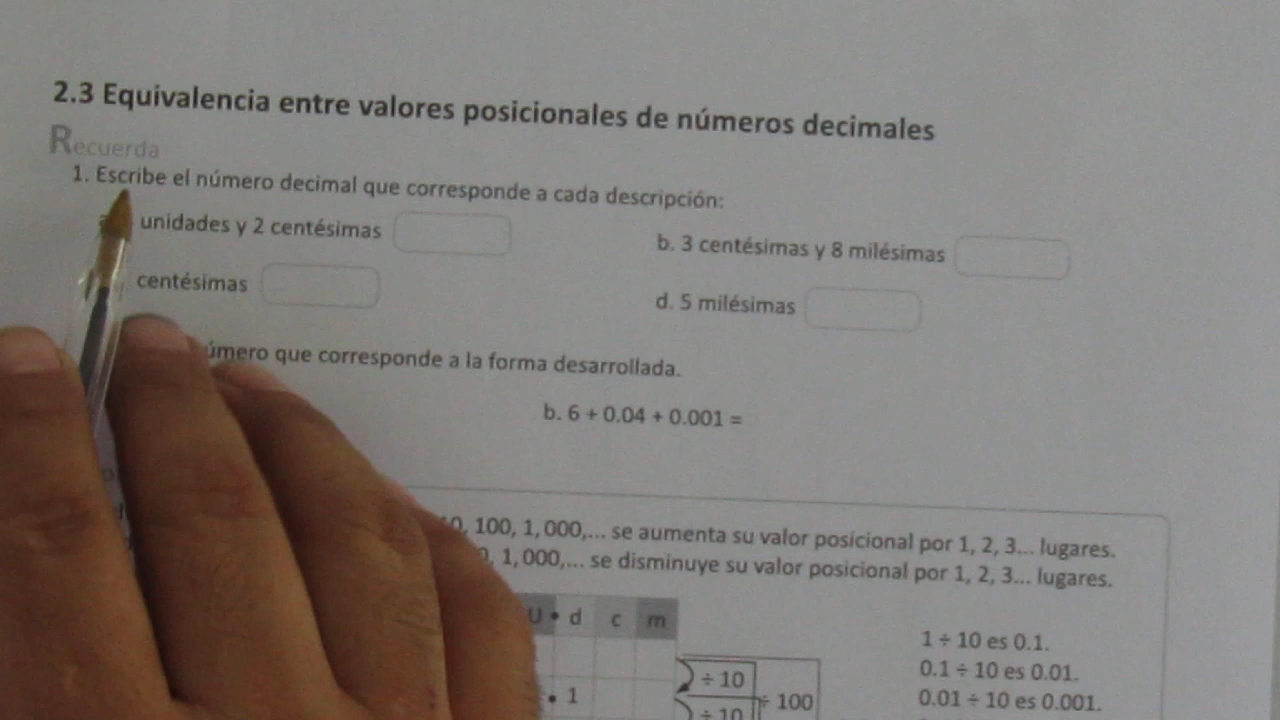 2.3 Equivalencia entre valores posicionales de números decimales
Recuerda
1. Escribe el número decimal que corresponde a cada descripción:
unidades y 2 centésimas
b. 3 centésimas y 8 milésimas
centésimas
d. 5 milésimas
que corresponde a la forma desarrollada.
b. 6 + 0.04 + 0.001 =
100, 1,000,... se aumenta su valor posicional por 1, 2, 3... lugares.
1,000,... se disminuye su valor posicional por 1, 2, 3... lugares.
U • d c m
1 ÷ 10 es 0.1.
÷ 10
0.1 ÷ 10 es 0.01.
. 1
÷ 100
0.01 ÷ 10 es 0.001.
÷ 10